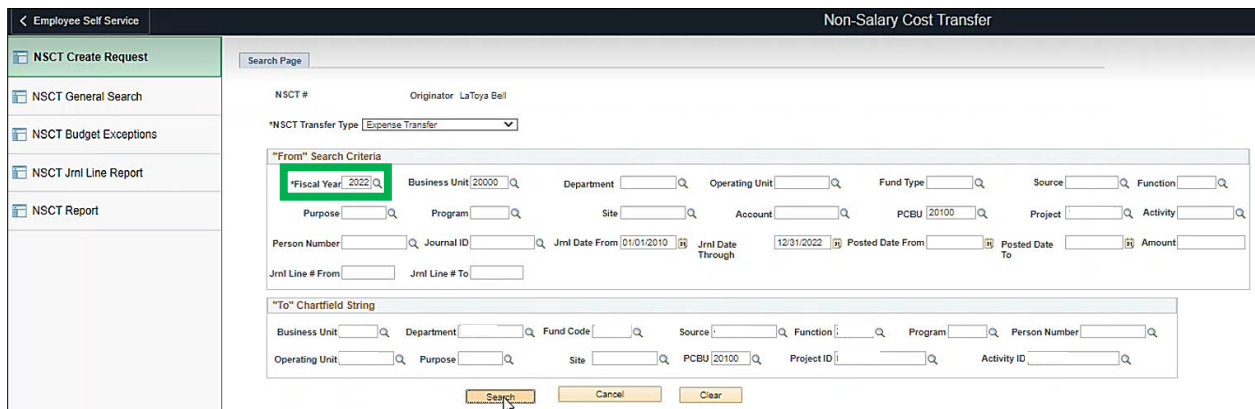 Employee Self Service
Non-Salary Cost Transfer
NSCT Create Request
NSCT General Search
NSCT Budget Exceptions
NSCT Jrnl Line Report
NSCT Report
Search Page
NSCT # Originator LaToya Bell
*NSCT Transfer Type Expense Transfer
"From" Search Criteria
*Fiscal Year 2022 Business Unit 20000 Department Operating Unit Fund Type Source Function
Purpose Program Site Account PCBU 20100 Project Activity
Person Number Journal ID Jrnl Date From 01/01/2010 Jrnl Date Through 12/31/2022 Posted Date From Posted Date To Amount
Jrnl Line # From Jrnl Line # To
"To" Chartfield String
Business Unit Department Fund Code Source Function Program Person Number
Operating Unit Purpose Site PCBU 20100 Project ID Activity ID
Search Cancel Clear